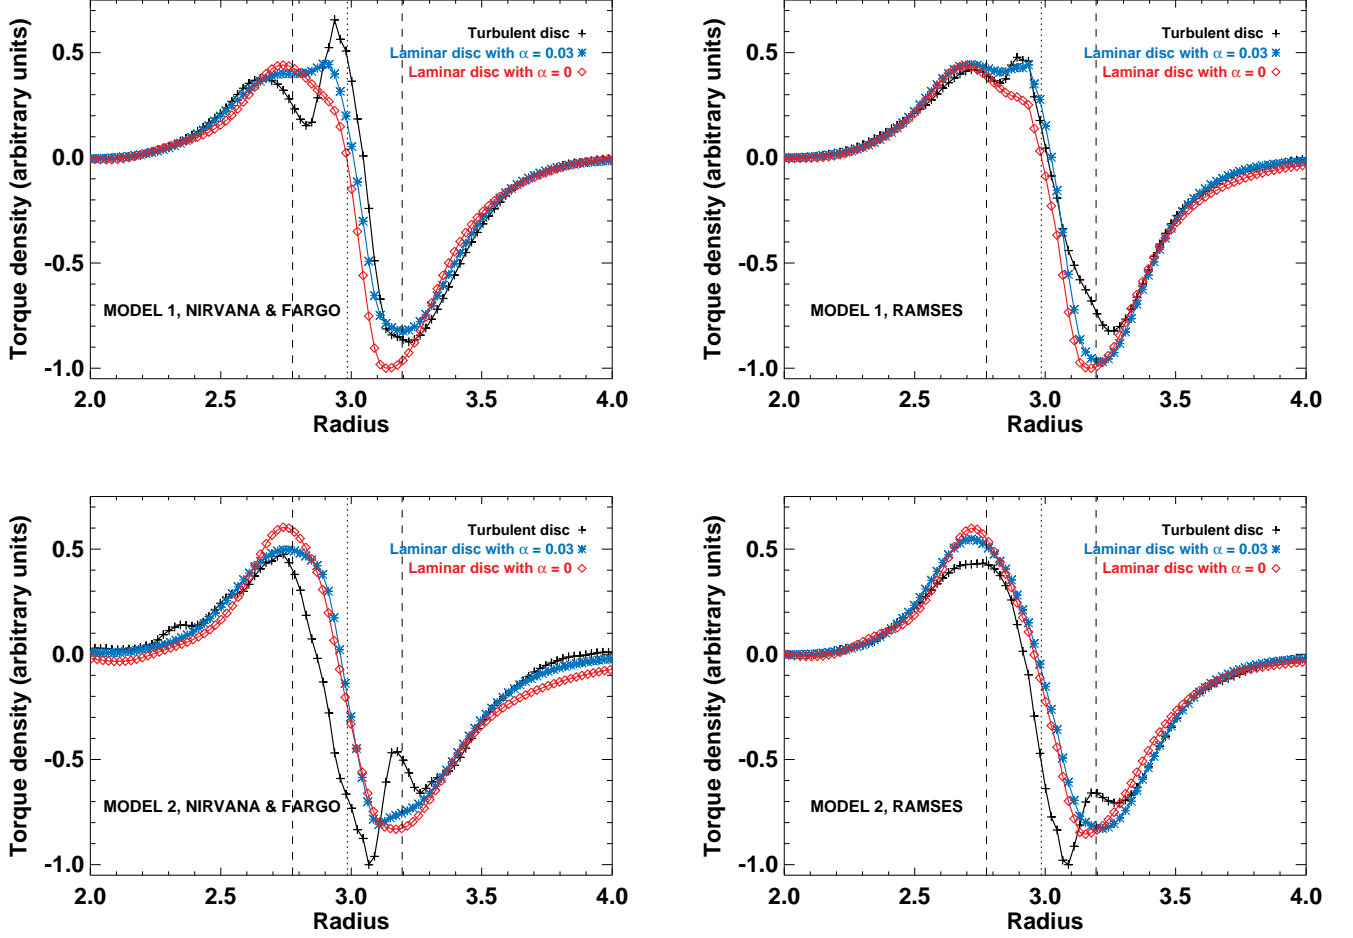 Torque density (arbitrary units)
0.5
0.0
-0.5
-1.0
Turbulent disc +
Laminar disc with α = 0.03 *
Laminar disc with α = 0 ◇
MODEL 1, NIRVANA & FARGO
2.0 2.5 3.0 3.5 4.0
Radius
Torque density (arbitrary units)
0.5
0.0
-0.5
-1.0
Turbulent disc +
Laminar disc with α = 0.03 *
Laminar disc with α = 0 ◇
MODEL 1, RAMSES
2.0 2.5 3.0 3.5 4.0
Radius
Torque density (arbitrary units)
0.5
0.0
-0.5
-1.0
Turbulent disc +
Laminar disc with α = 0.03 *
Laminar disc with α = 0 ◇
MODEL 2, NIRVANA & FARGO
2.0 2.5 3.0 3.5 4.0
Radius
Torque density (arbitrary units)
0.5
0.0
-0.5
-1.0
Turbulent disc +
Laminar disc with α = 0.03 *
Laminar disc with α = 0 ◇
MODEL 2, RAMSES
2.0 2.5 3.0 3.5 4.0
Radius